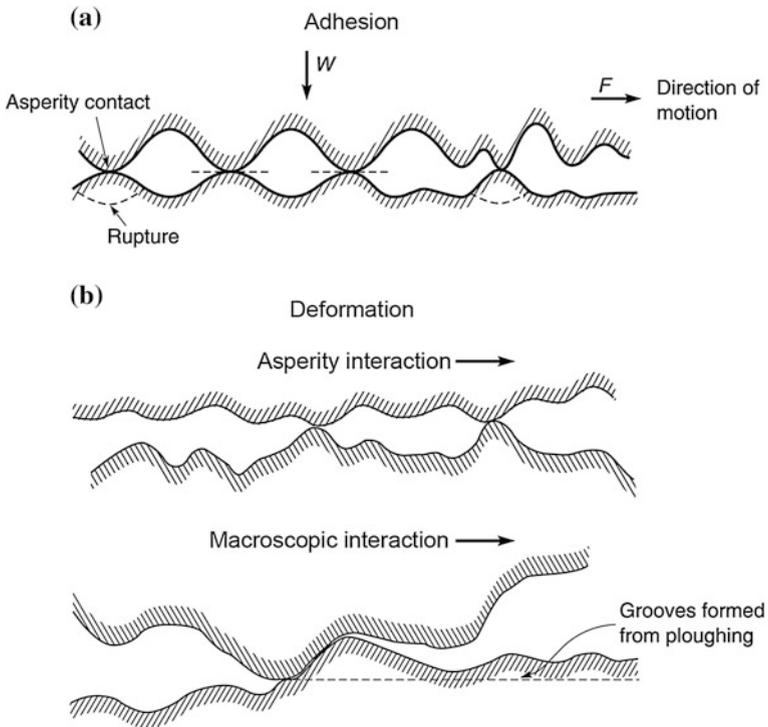 (a)
Adhesion
W
F
Direction of
motion
Asperity contact
Rupture
(b)
Deformation
Asperity interaction
Macroscopic interaction
Grooves formed
from ploughing